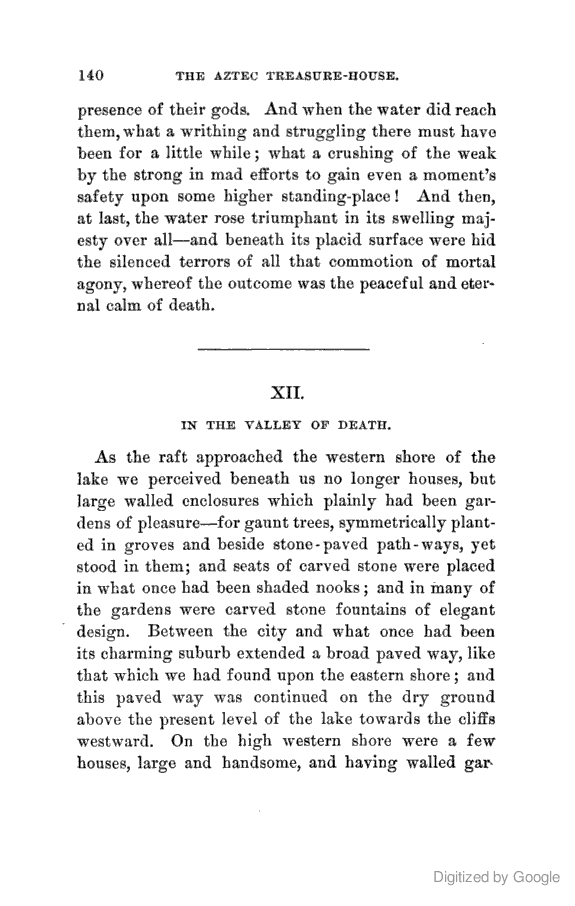 140 THE AZTEC TREASURE-HOUSE.
presence of their gods. And when the water did reach
them, what a writhing and struggling there must have
been for a little while; what a crushing of the weak
by the strong in mad efforts to gain even a moment's
safety upon some higher standing-place! And then,
at last, the water rose triumphant in its swelling maj-
esty over all—and beneath its placid surface were hid
the silenced terrors of all that commotion of mortal
agony, whereof the outcome was the peaceful and eter-
nal calm of death.
XII.
IN THE VALLEY OF DEATH.
As the raft approached the western shore of the
lake we perceived beneath us no longer houses, but
large walled enclosures which plainly had been gar-
dens of pleasure—for gaunt trees, symmetrically plant-
ed in groves and beside stone-paved path-ways, yet
stood in them; and seats of carved stone were placed
in what once had been shaded nooks; and in many of
the gardens were carved stone fountains of elegant
design. Between the city and what once had been
its charming suburb extended a broad paved way, like
that which we had found upon the eastern shore; and
this paved way was continued on the dry ground
above the present level of the lake towards the cliffs
westward. On the high western shore were a few
houses, large and handsome, and having walled gar-
Digitized by Google